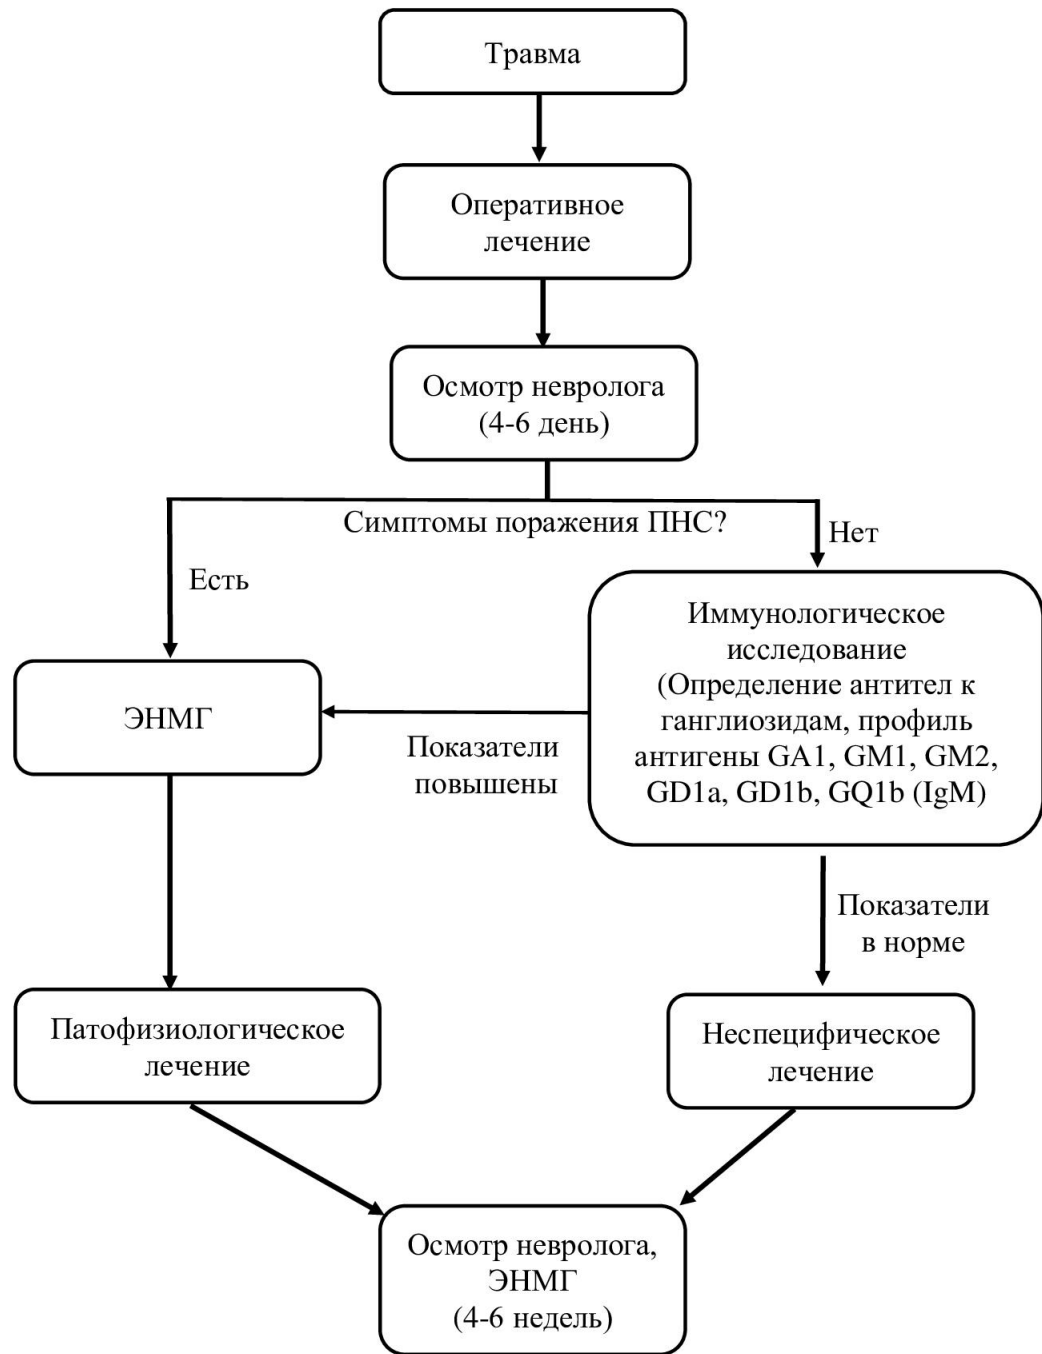 Травма
Оперативное
лечение
Осмотр невролога
(4-6 день)
Симптомы поражения ПНС?
Нет
Есть
Иммунологическое
исследование
(Определение антител к
ганглиозидам, профиль
антигены GA1, GM1, GM2,
GD1a, GD1b, GQ1b (IgM)
ЭНМГ
Показатели
повышены
Показатели
в норме
Патофизиологическое
лечение
Неспецифическое
лечение
Осмотр невролога,
ЭНМГ
(4-6 недель)